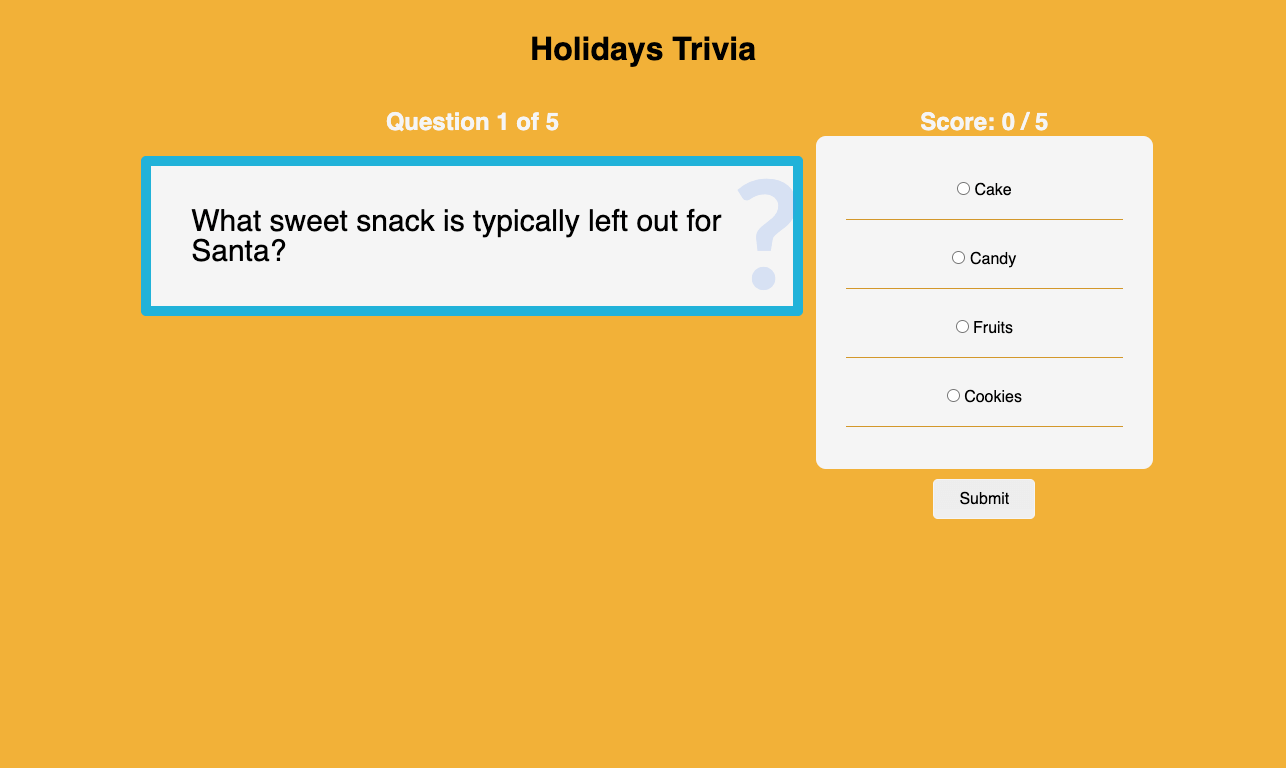 Holidays Trivia
Question 1 of 5
Score: 0 / 5
What sweet snack is typically left out for
Santa?
?
Cake
Candy
Fruits
Cookies
Submit